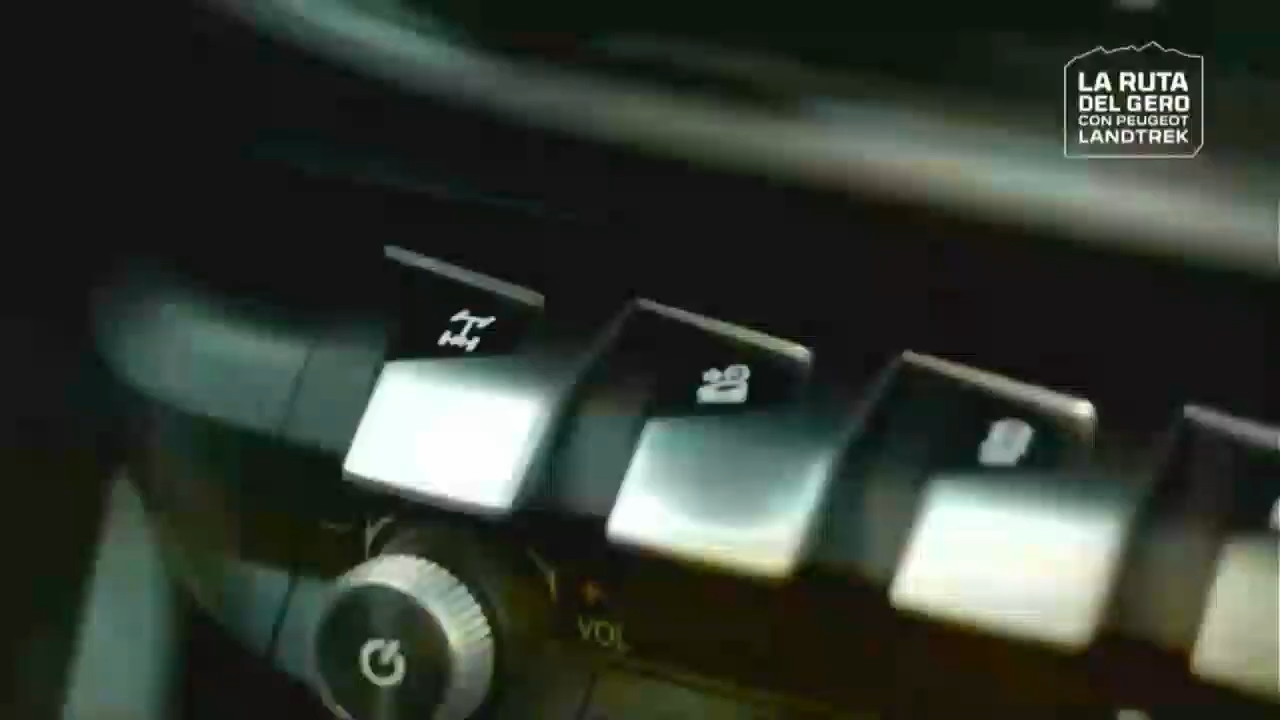 LA RUTA
DEL GERO
CON PEUGEOT
LANDTREK
VOL